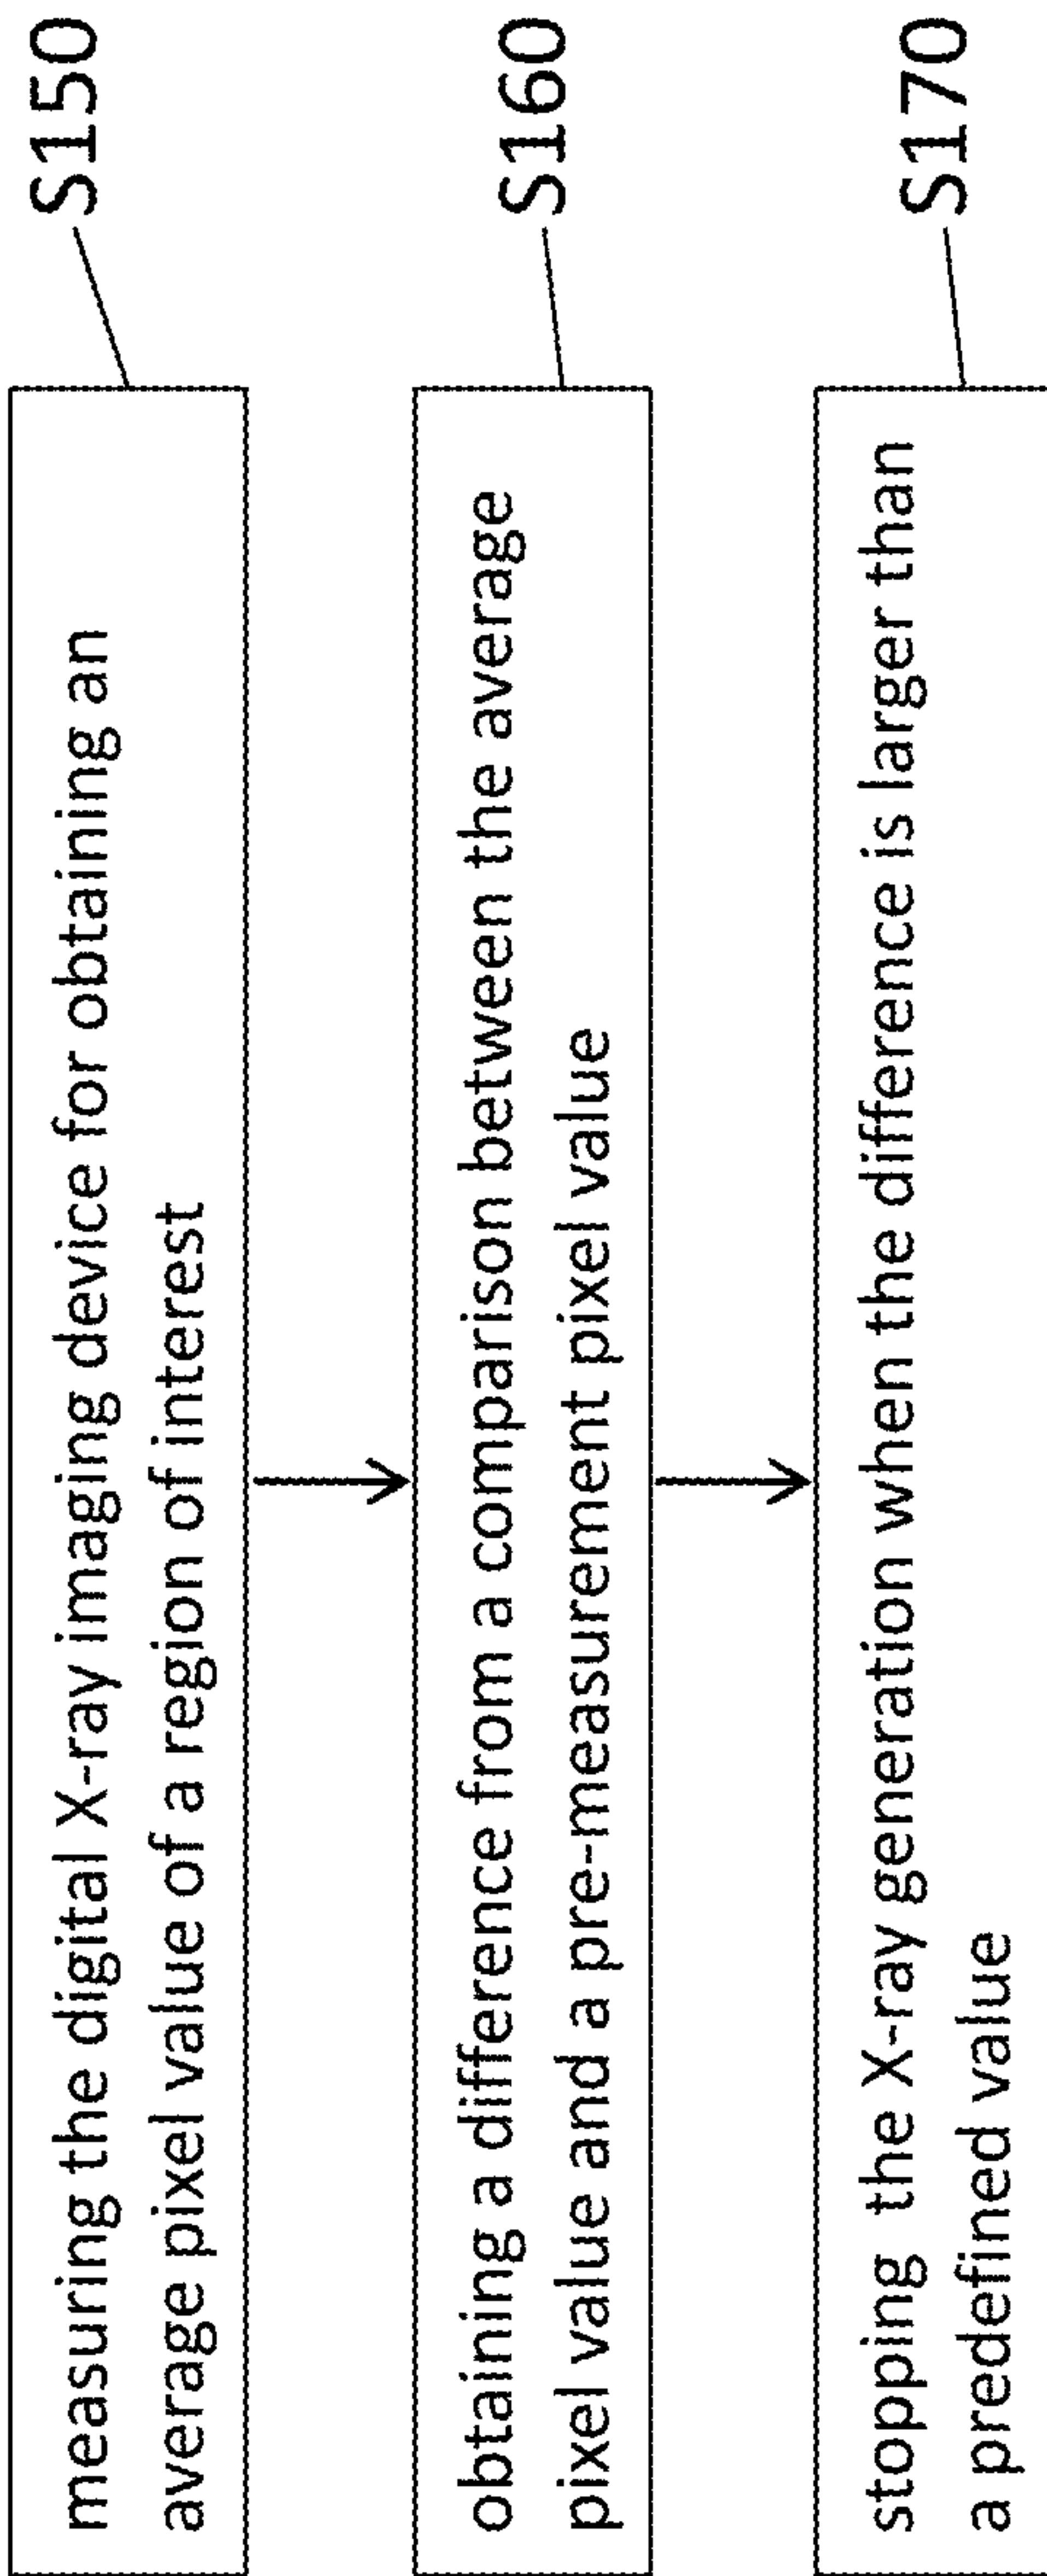 measuring the digital X-ray imaging device for obtaining an
average pixel value of a region of interest
S150
obtaining a difference from a comparison between the average
pixel value and a pre-measurement pixel value
S160
stopping the X-ray generation when the difference is larger than
a predefined value
S170